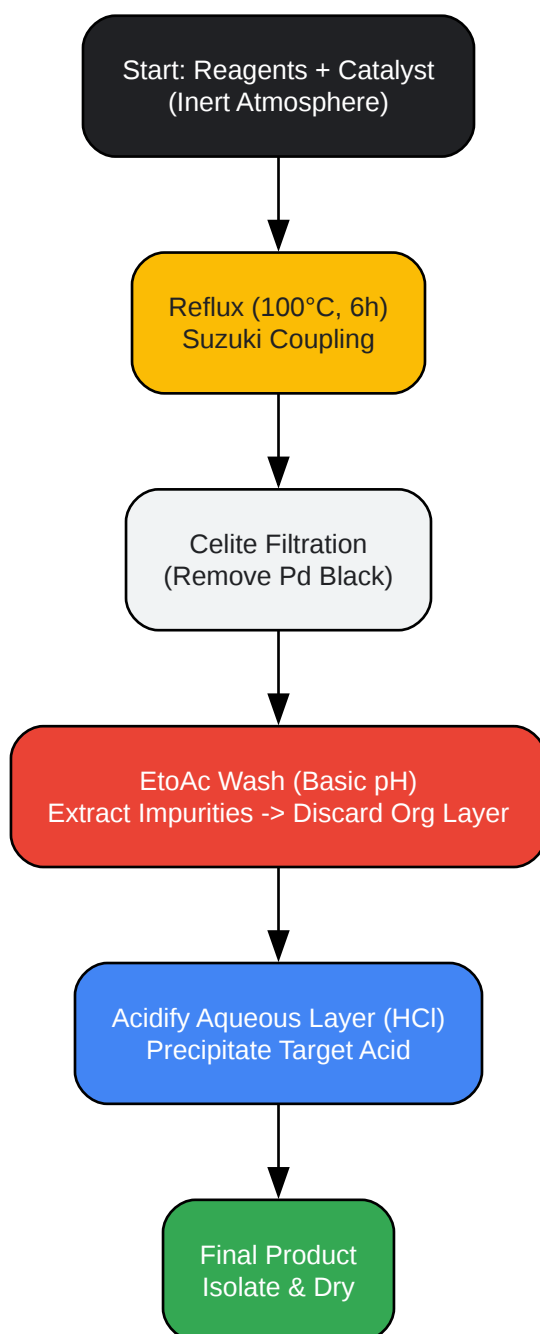 Start: Reagents + Catalyst
(Inert Atmosphere)
Reflux (100°C, 6h)
Suzuki Coupling
Celite Filtration
(Remove Pd Black)
EtoAc Wash (Basic pH)
Extract Impurities -> Discard Org Layer
Acidify Aqueous Layer (HCl)
Precipitate Target Acid
Final Product
Isolate & Dry